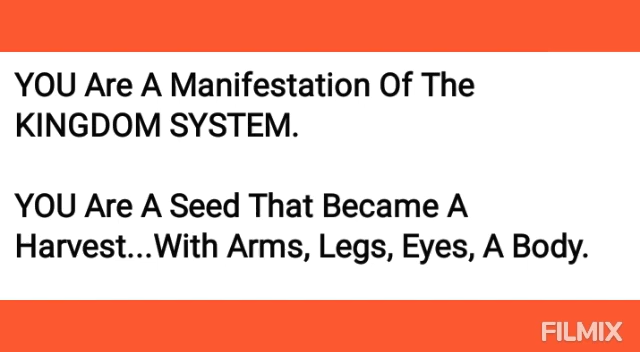 YOU Are A Manifestation Of The
KINGDOM SYSTEM.
YOU Are A Seed That Became A
Harvest...With Arms, Legs, Eyes, A Body.
FILMIX